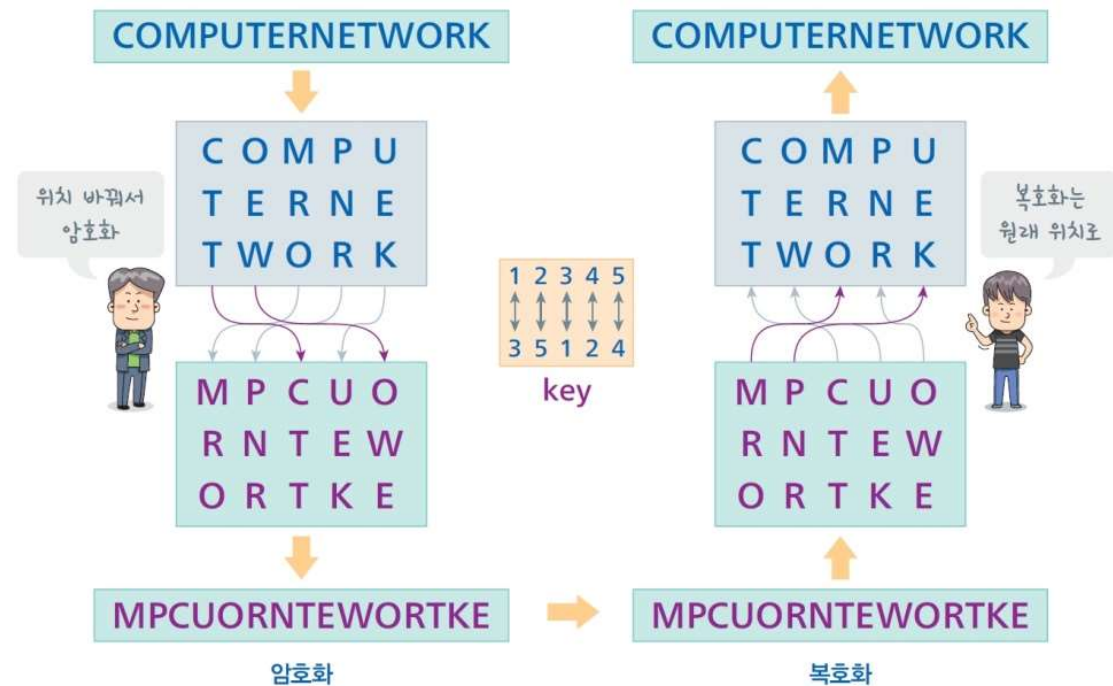 COMPUTERNETWORK
C O M P U
T E R N E
T W O R K
위치 바꿔서
암호화
M P C U O
R N T E W
O R T K E
MPCUORNTEWORTKE
암호화
1 2 3 4 5
3 5 1 2 4
key
COMPUTERNETWORK
C O M P U
T E R N E
T W O R K
복호화는
원래 위치로
M P C U O
R N T E W
O R T K E
MPCUORNTEWORTKE
복호화